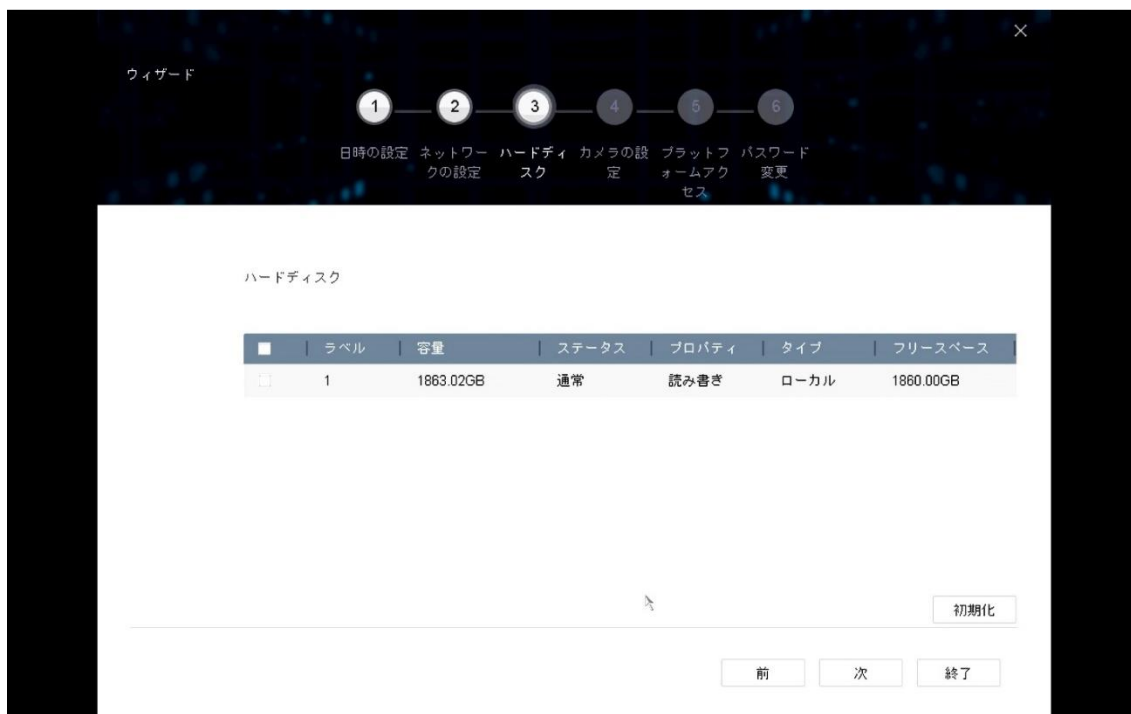 ウィザード
1 2 3 4 5 6
日時の設定 ネットワー ハードディ カメラの設 プラットフ パスワード
クの設定 スク 定 ォームアク 変更
セス
ハードディスク
ラベル 容量 ステータス プロパティ タイプ フリースペース
1 1863.02GB 通常 読み書き ローカル 1860.00GB
初期化
前 次 終了